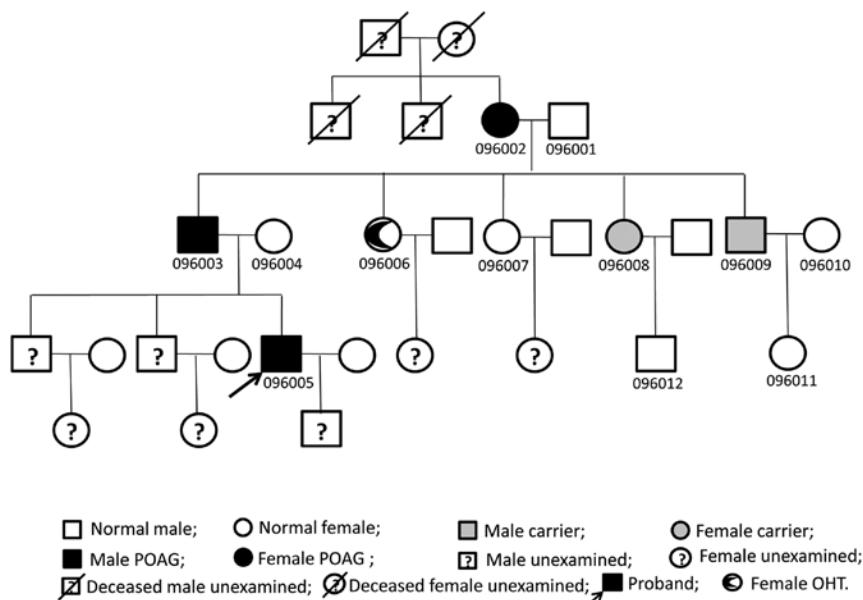 ? ?
? ?
096002 096001
096003 096004 096006 096007 096008 096009 096010
? ? 096005 ? ? 096012 096011
? ? ?
Normal male; Normal female; Male carrier; Female carrier;
Male POAG; Female POAG ; ? Male unexamined; ? Female unexamined;
? Deceased male unexamined; ? Deceased female unexamined; Proband; Female OHT.